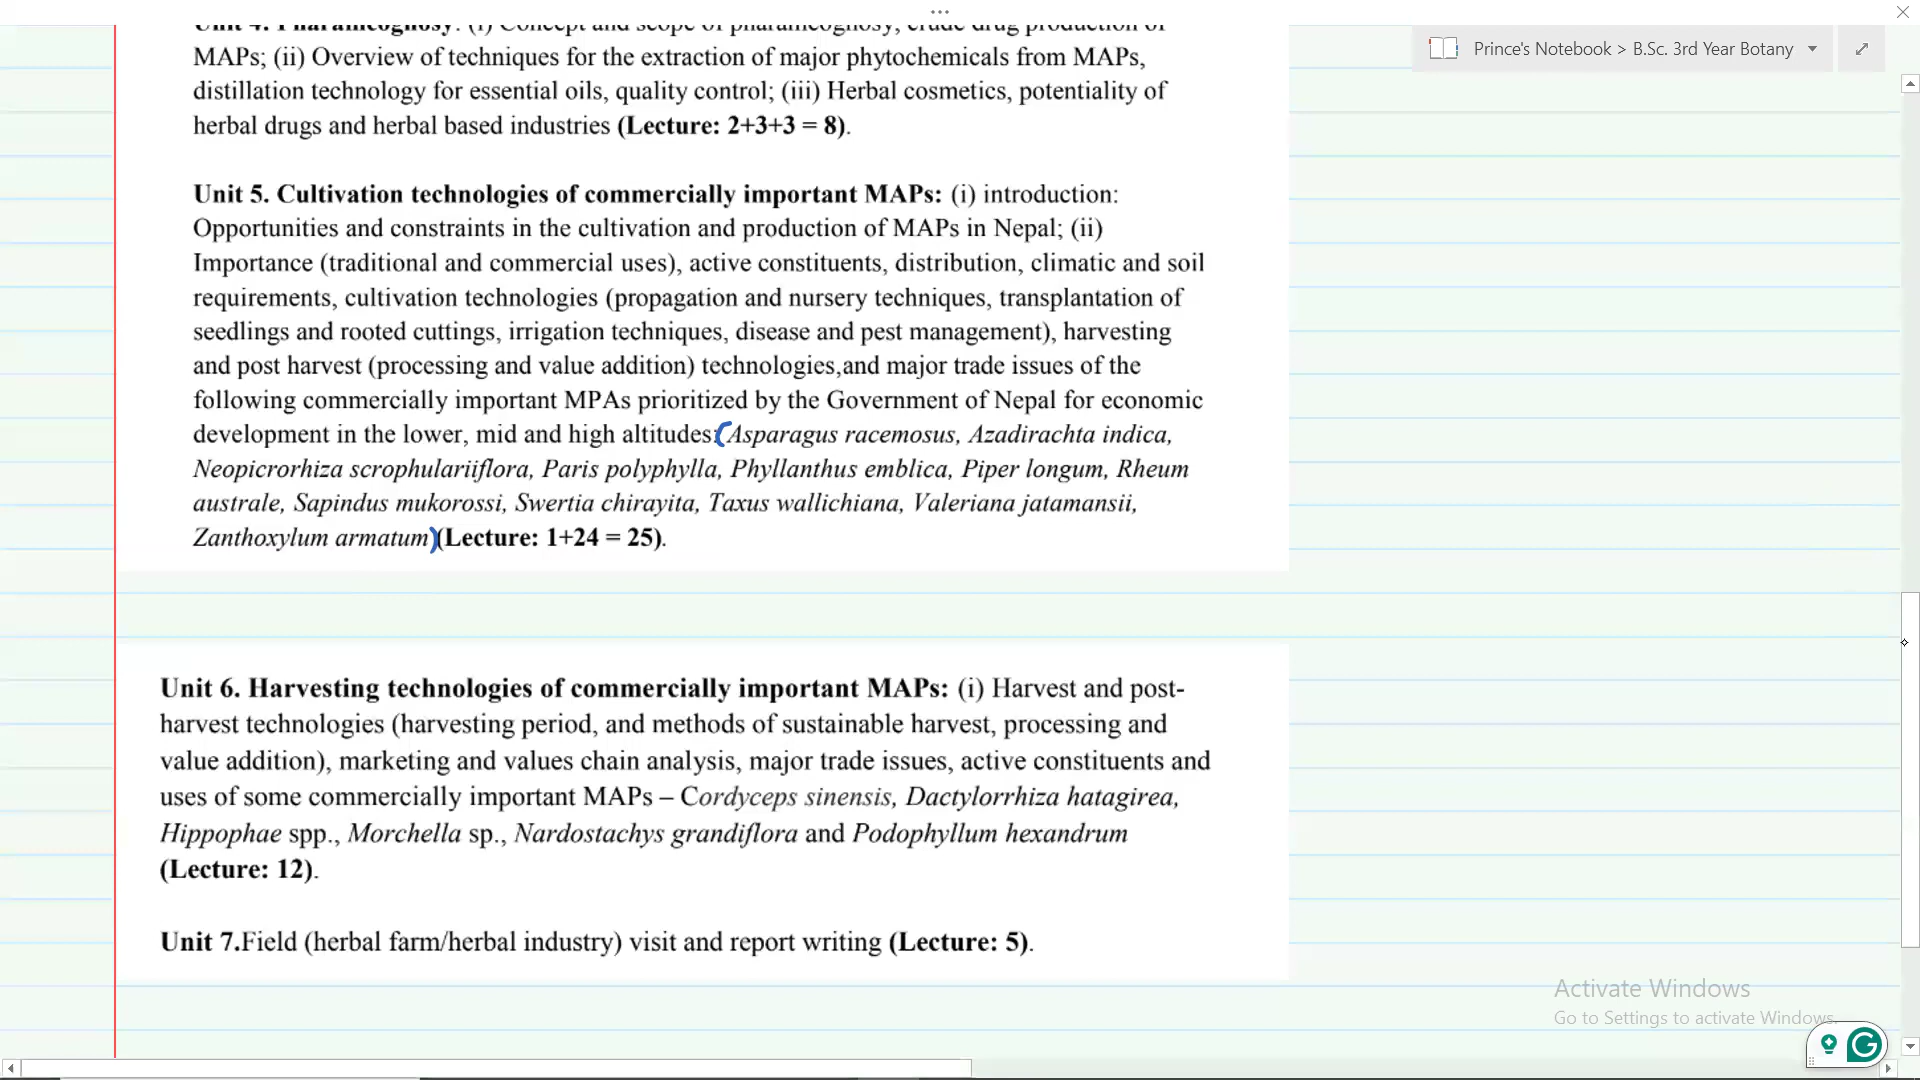 ...
Prince's Notebook > B.Sc. 3rd Year Botany
Unit 4. Pharamcognosy: (i) Concept and scope of pharamcognosy, crude drug production of
MAPs; (ii) Overview of techniques for the extraction of major phytochemicals from MAPs,
distillation technology for essential oils, quality control; (iii) Herbal cosmetics, potentiality of
herbal drugs and herbal based industries (Lecture: 2+3+3 = 8).
Unit 5. Cultivation technologies of commercially important MAPs: (i) introduction:
Opportunities and constraints in the cultivation and production of MAPs in Nepal; (ii)
Importance (traditional and commercial uses), active constituents, distribution, climatic and soil
requirements, cultivation technologies (propagation and nursery techniques, transplantation of
seedlings and rooted cuttings, irrigation techniques, disease and pest management), harvesting
and post harvest (processing and value addition) technologies,and major trade issues of the
following commercially important MPAs prioritized by the Government of Nepal for economic
development in the lower, mid and high altitudes:(Asparagus racemosus, Azadirachta indica,
Neopicrorhiza scrophulariiflora, Paris polyphylla, Phyllanthus emblica, Piper longum, Rheum
australe, Sapindus mukorossi, Swertia chirayita, Taxus wallichiana, Valeriana jatamansii,
Zanthoxylum armatum)(Lecture: 1+24 = 25).
Unit 6. Harvesting technologies of commercially important MAPs: (i) Harvest and post-
harvest technologies (harvesting period, and methods of sustainable harvest, processing and
value addition), marketing and values chain analysis, major trade issues, active constituents and
uses of some commercially important MAPs – Cordyceps sinensis, Dactylorrhiza hatagirea,
Hippophae spp., Morchella sp., Nardostachys grandiflora and Podophyllum hexandrum
(Lecture: 12).
Unit 7.Field (herbal farm/herbal industry) visit and report writing (Lecture: 5).
Activate Windows
Go to Settings to activate Windows.